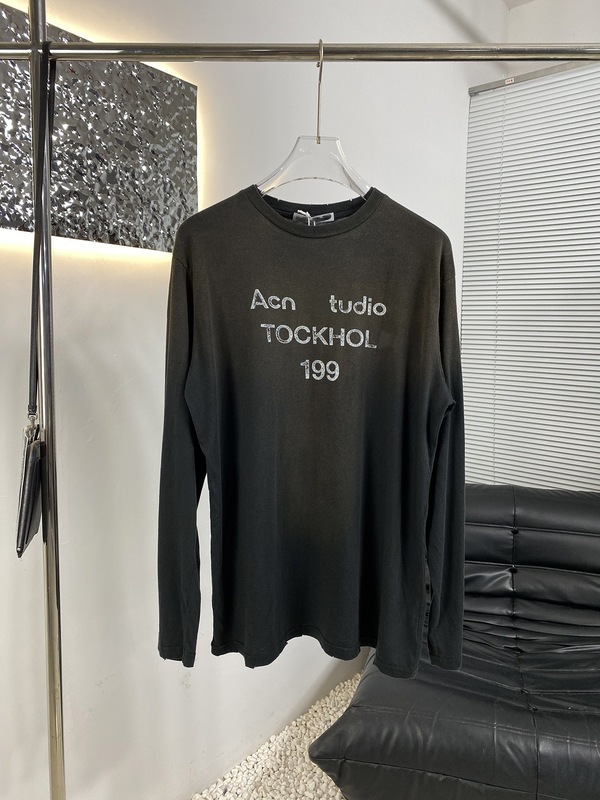 Acn tudio
TOCKHOL
199